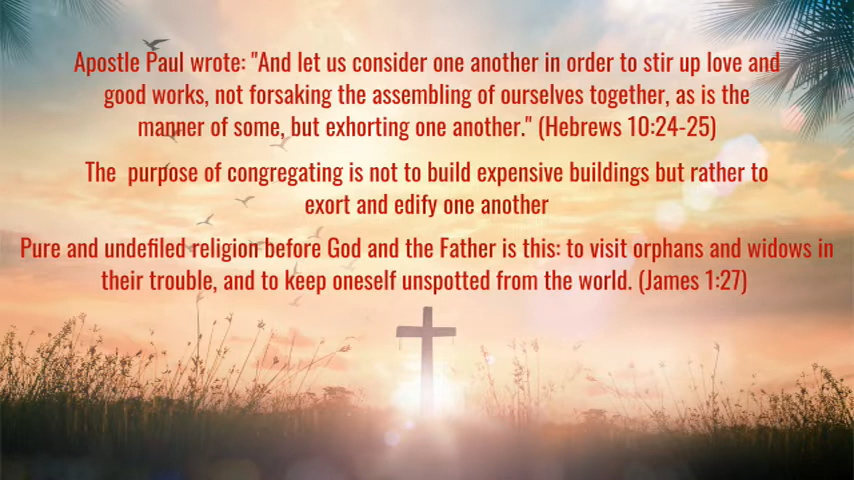 Apostle Paul wrote: "And let us consider one another in order to stir up love and
good works, not forsaking the assembling of ourselves together, as is the
manner of some, but exhorting one another." (Hebrews 10:24-25)
The  purpose of congregating is not to build expensive buildings but rather to
exort and edify one another
Pure and undefiled religion before God and the Father is this: to visit orphans and widows in
their trouble, and to keep oneself unspotted from the world. (James 1:27)